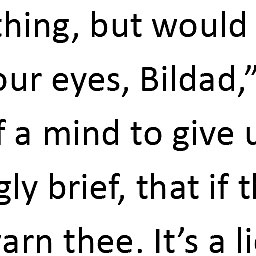 thing, but would
our eyes, Bildad,”
f a mind to give u
gly brief, that if th
arn thee. It’s a li